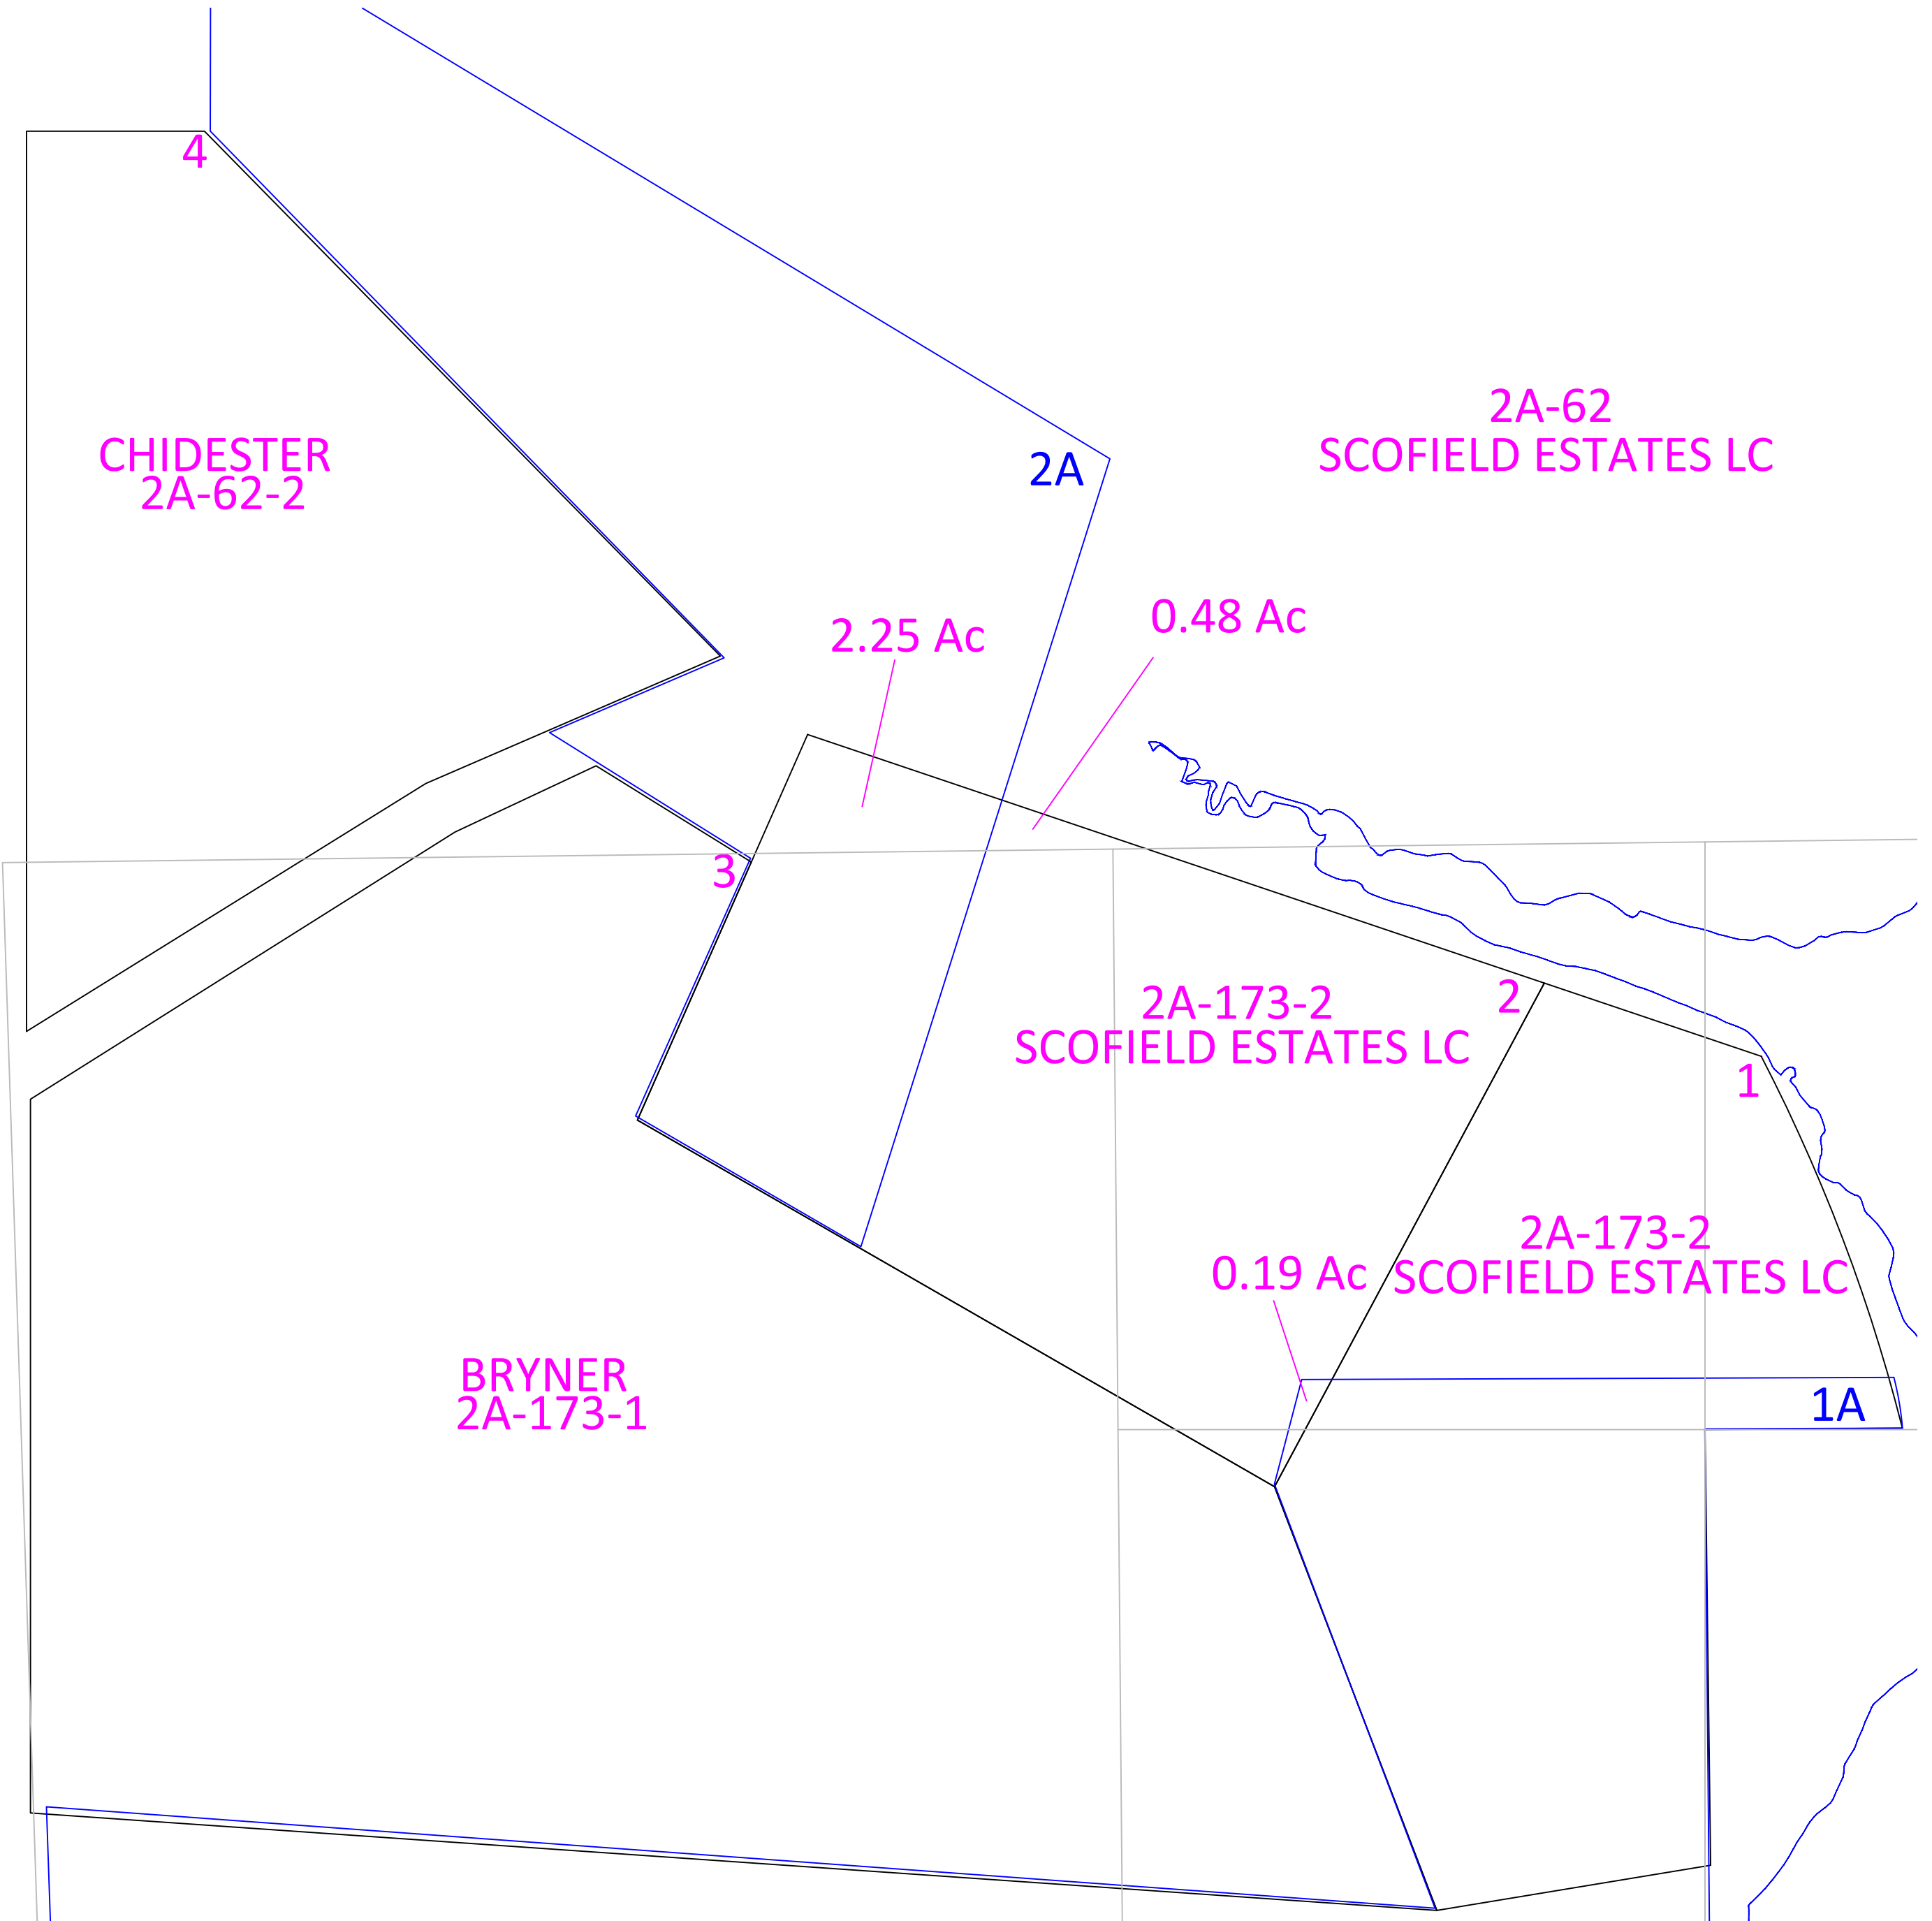 4
2A-62
SCOFIELD ESTATES LC
CHIDESTER
2A-62-2
2A
0.48 Ac
2.25 Ac
3
2A-173-2
SCOFIELD ESTATES LC
2
1
2A-173-2
SCOFIELD ESTATES LC
0.19 Ac
BRYNER
2A-173-1
1A